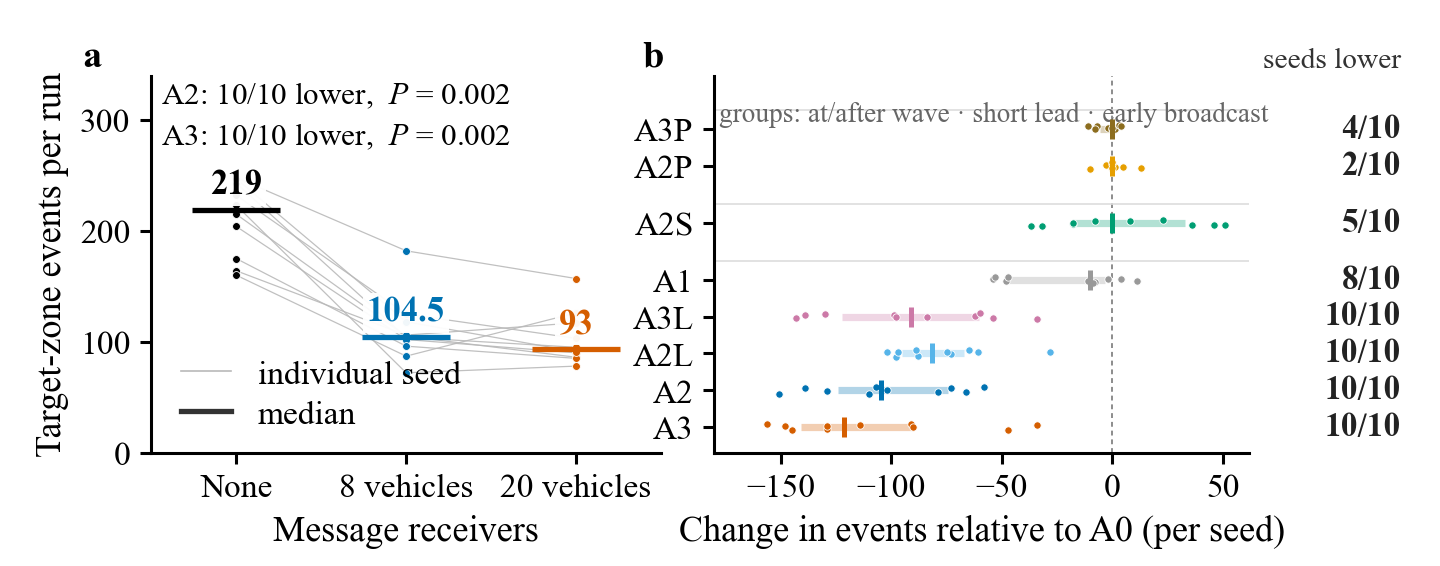 a
A2: 10/10 lower, P = 0.002
A3: 10/10 lower, P = 0.002
Target-zone events per run
300
200
100
0
219
104.5
93
individual seed
median
None
8 vehicles
20 vehicles
Message receivers
b
seeds lower
groups: at/after wave · short lead · early broadcast
A3P
4/10
A2P
2/10
A2S
5/10
A1
8/10
A3L
10/10
A2L
10/10
A2
10/10
A3
10/10
−150
−100
−50
0
50
Change in events relative to A0 (per seed)